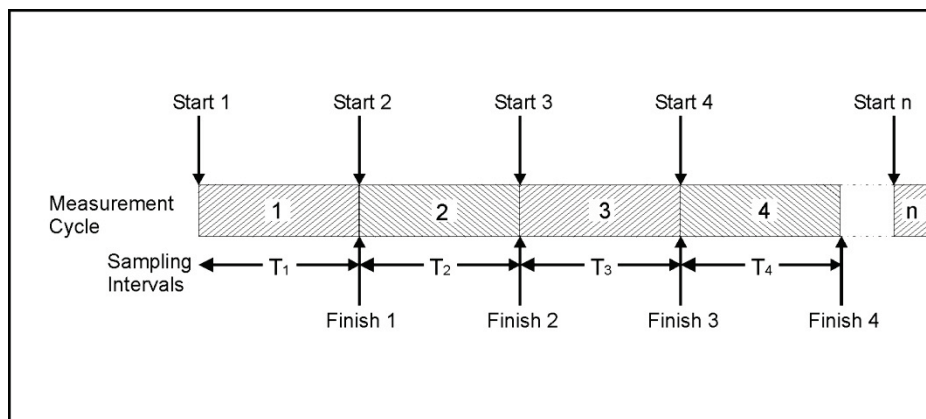 Start 1
Start 2
Start 3
Start 4
Start n
Measurement
Cycle
1
2
3
4
n
Sampling
Intervals
T1
T2
T3
T4
Finish 1
Finish 2
Finish 3
Finish 4